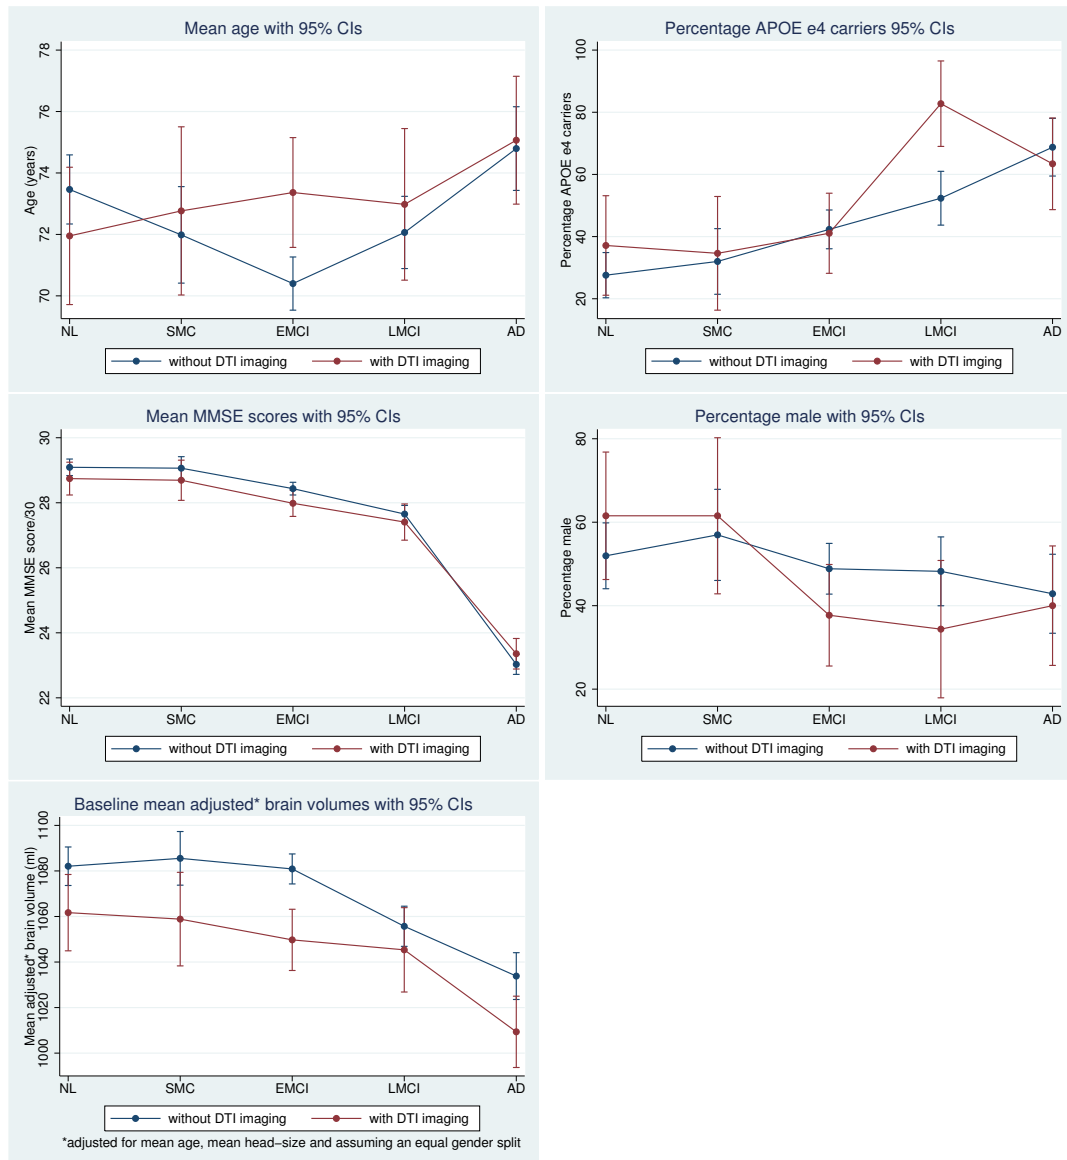 Mean age with 95% CIs
Age (years)
78
76
74
72
70
NL SMC EMCI LMCI AD
without DTI imaging with DTI imaging
Percentage APOE e4 carriers 95% CIs
Percentage APOE e4 carriers
100
80
60
40
20
NL SMC EMCI LMCI AD
without DTI imaging with DTI imaging
Mean MMSE scores with 95% CIs
Mean MMSE score/30
30
28
26
24
22
NL SMC EMCI LMCI AD
without DTI imaging with DTI imaging
Percentage male with 95% CIs
Percentage male
80
60
40
20
NL SMC EMCI LMCI AD
without DTI imaging with DTI imaging
Baseline mean adjusted* brain volumes with 95% CIs
Mean adjusted* brain volume (ml)
1100
1080
1060
1040
1020
1000
NL SMC EMCI LMCI AD
without DTI imaging with DTI imaging
*adjusted for mean age, mean head−size and assuming an equal gender split